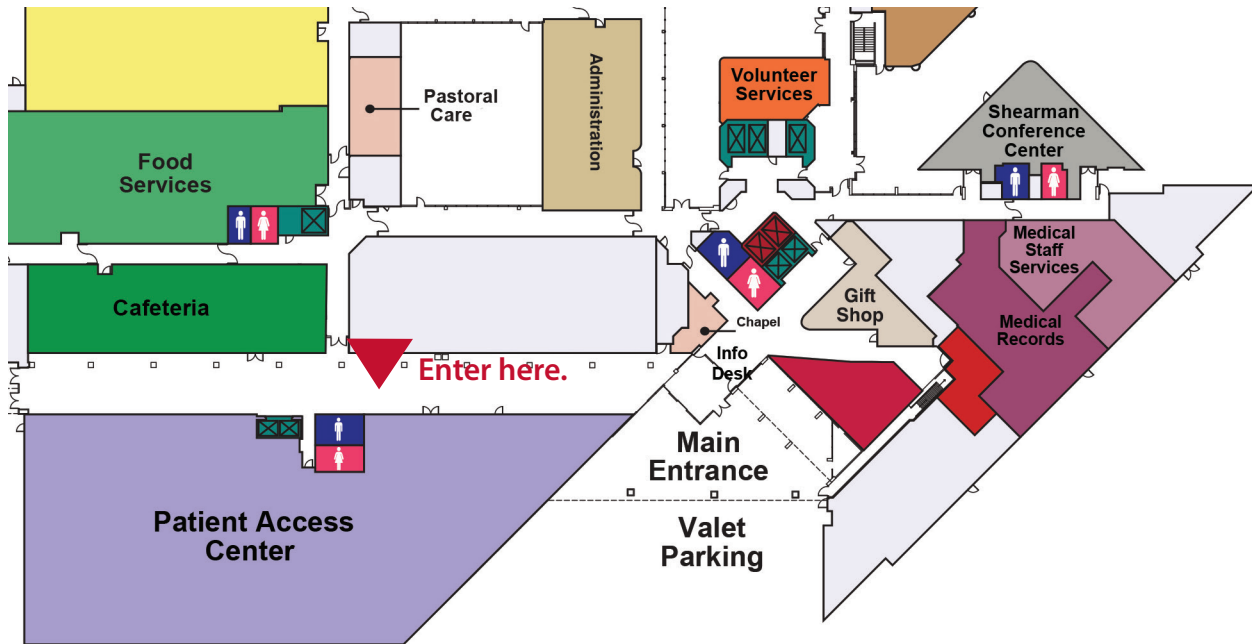 Pastoral
Care
Administration
Volunteer
Services
Shearman
Conference
Center
Food
Services
Medical
Staff
Services
Cafeteria
Gift
Shop
Chapel
Medical
Records
Info
Desk
Enter here.
Main
Entrance
Patient Access
Center
Valet
Parking